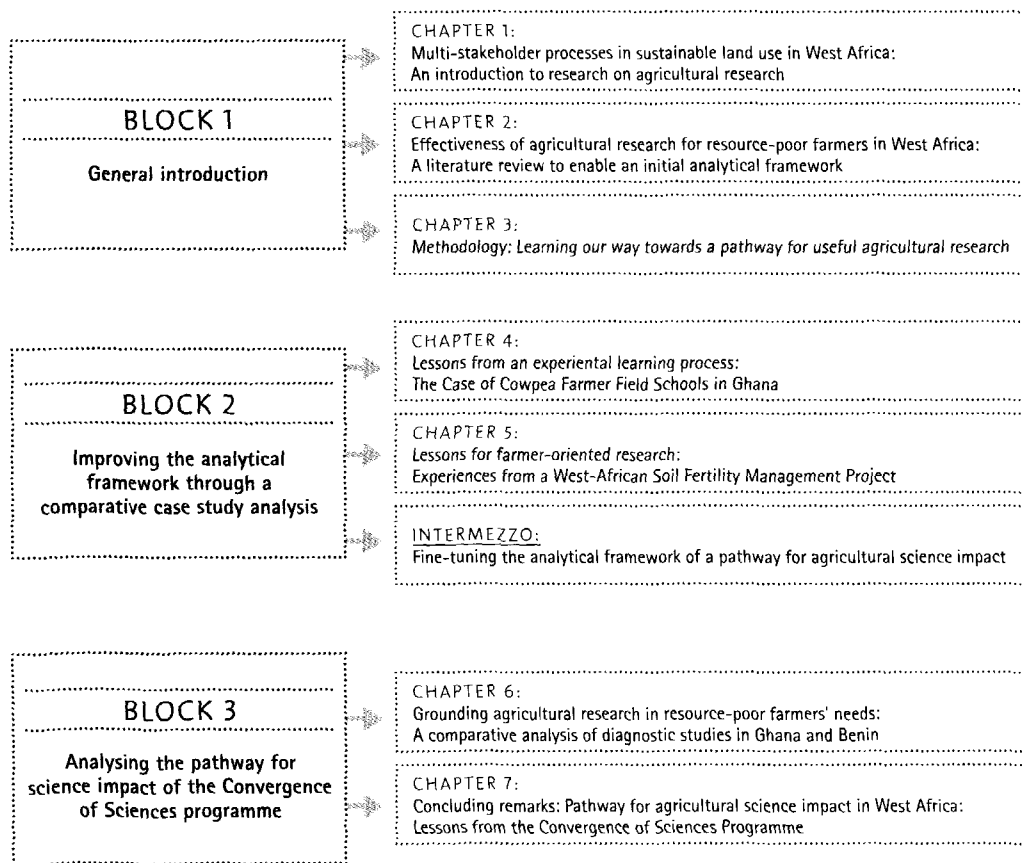 BLOCK 1
General introduction
CHAPTER 1:
Multi-stakeholder processes in sustainable land use in West Africa:
An introduction to research on agricultural research
CHAPTER 2:
Effectiveness of agricultural research for resource-poor farmers in West Africa:
A literature review to enable an initial analytical framework
CHAPTER 3:
Methodology: Learning our way towards a pathway for useful agricultural research
BLOCK 2
Improving the analytical
framework through a
comparative case study analysis
CHAPTER 4:
Lessons from an experiental learning process:
The Case of Cowpea Farmer Field Schools in Ghana
CHAPTER 5:
Lessons for farmer-oriented research:
Experiences from a West-African Soil Fertility Management Project
INTERMEZZO:
Fine-tuning the analytical framework of a pathway for agricultural science impact
BLOCK 3
Analysing the pathway for
science impact of the Convergence
of Sciences programme
CHAPTER 6:
Grounding agricultural research in resource-poor farmers' needs:
A comparative analysis of diagnostic studies in Ghana and Benin
CHAPTER 7:
Concluding remarks: Pathway for agricultural science impact in West Africa:
Lessons from the Convergence of Sciences Programme